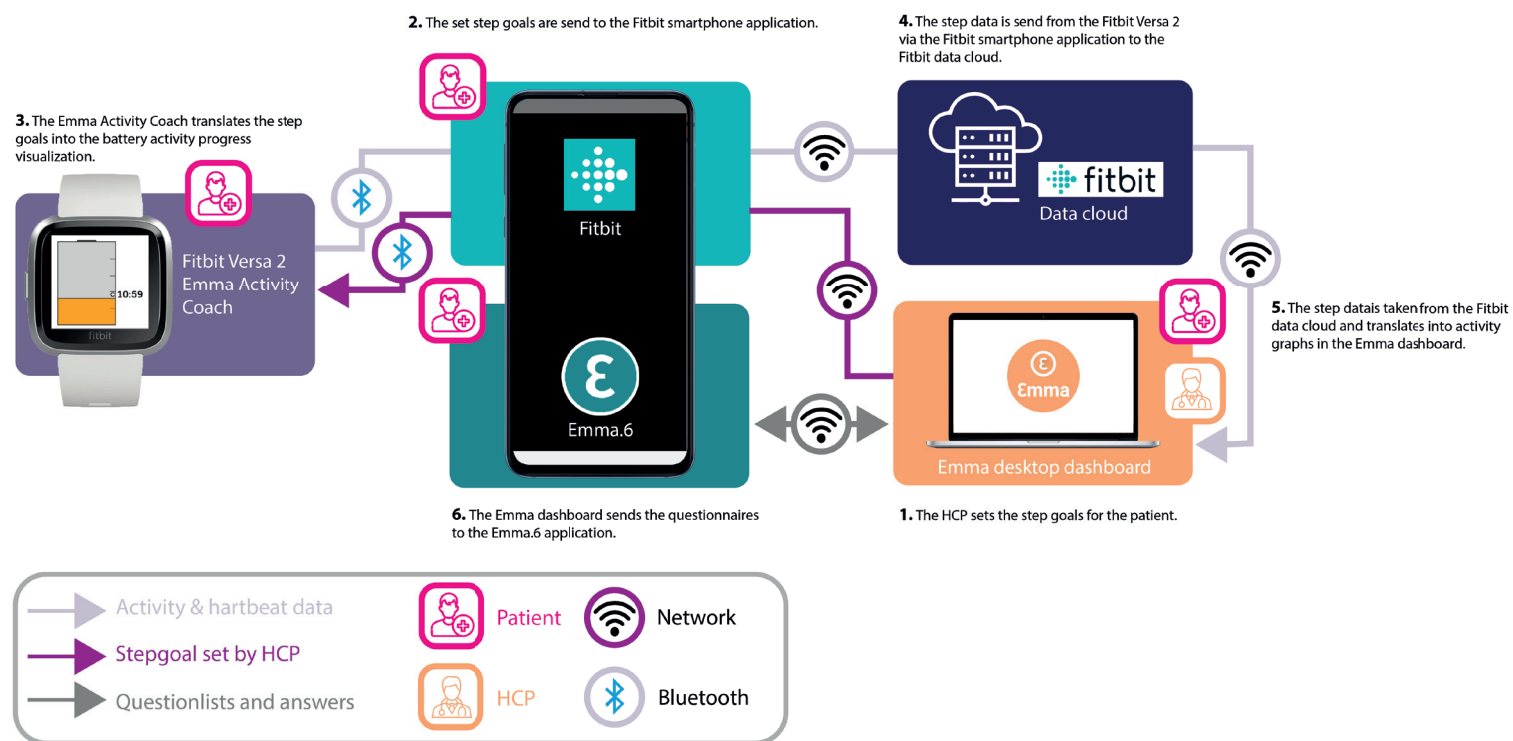 2. The set step goals are send to the Fitbit smartphone application.
4. The step data is send from the Fitbit Versa 2
via the Fitbit smartphone application to the
Fitbit data cloud.
3. The Emma Activity Coach translates the step
goals into the battery activity progress
visualization.
Fitbit
fitbit
Data cloud
10:59
fitbit
Fitbit Versa 2
Emma Activity
Coach
5. The step datais taken from the Fitbit
data cloud and translates into activity
graphs in the Emma dashboard.
ε
Emma.6
ε
εmma
Emma desktop dashboard
6. The Emma dashboard sends the questionnaires
to the Emma.6 application.
1. The HCP sets the step goals for the patient.
Activity & hartbeat data
Stepgoal set by HCP
Questionlists and answers
Patient
HCP
Network
Bluetooth